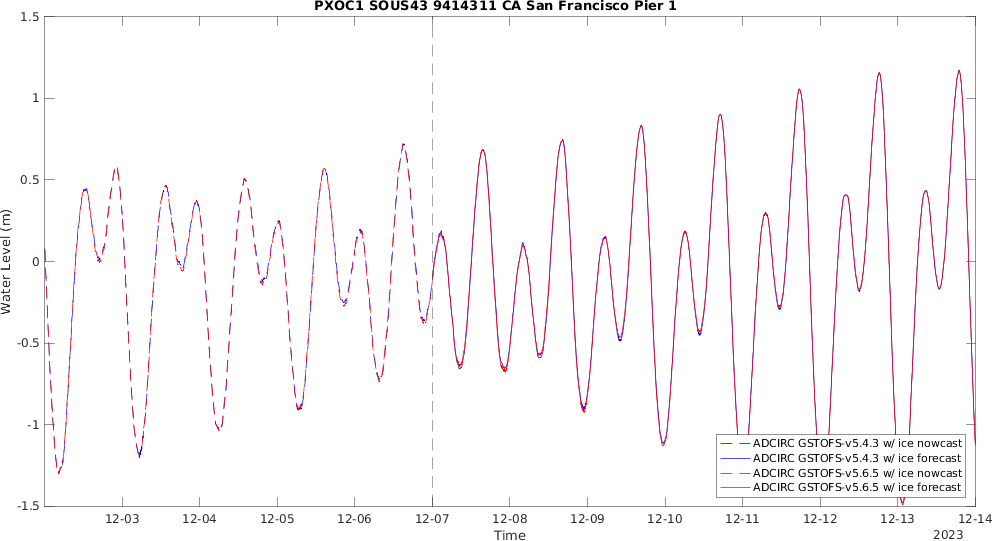 PXOC1 SOUS43 9414311 CA San Francisco Pier 1
1.5
1
0.5
0
-0.5
-1
-1.5
Water Level (m)
12-03
12-04
12-05
12-06
12-07
12-08
12-09
12-10
12-11
12-12
12-13
12-14
Time
2023
ADCIRC GSTOFS-v5.4.3 w/ ice nowcast
ADCIRC GSTOFS-v5.4.3 w/ ice forecast
ADCIRC GSTOFS-v5.6.5 w/ ice nowcast
ADCIRC GSTOFS-v5.6.5 w/ ice forecast